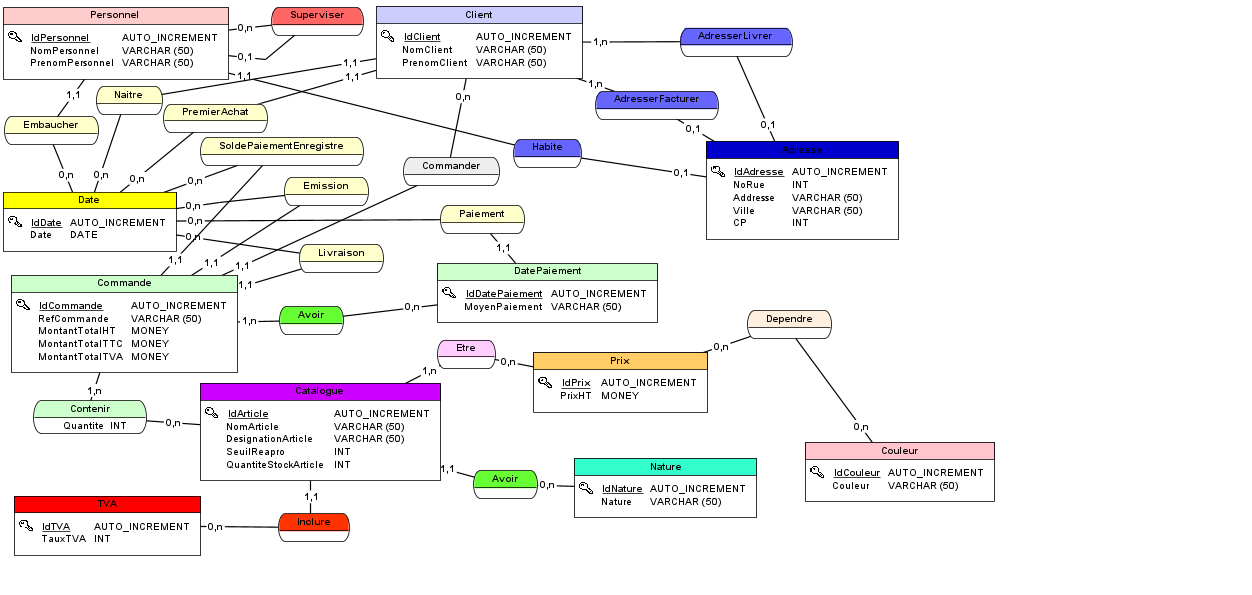 Personnel
IdPersonnel AUTO_INCREMENT
NomPersonnel VARCHAR (50)
PrenomPersonnel VARCHAR (50)
0,n
Superviser
0,1
1,1
Client
IdClient AUTO_INCREMENT
NomClient VARCHAR (50)
PrenomClient VARCHAR (50)
1,n
AdresserLivrer
0,1
1,n
AdresserFacturer
0,1
1,1
Naitre
0,n
1,1
PremierAchat
0,n
1,1
Embaucher
0,n
SoldePaiementEnregistre
0,n
1,1
0,n
Commander
1,1
Habite
0,1
Adresse
IdAdresse AUTO_INCREMENT
NoRue INT
Addresse VARCHAR (50)
Ville VARCHAR (50)
CP INT
Date
IdDate AUTO_INCREMENT
Date DATE
0,n
Emission
1,1
0,n
Paiement
1,1
0,n
Livraison
1,1
DatePaiement
IdDatePaiement AUTO_INCREMENT
MoyenPaiement VARCHAR (50)
Commande
IdCommande AUTO_INCREMENT
RefCommande VARCHAR (50)
MontantTotalHT MONEY
MontantTotalTTC MONEY
MontantTotalTVA MONEY
1,n
Avoir
0,n
Dependre
0,n
0,n
Etre
0,n
1,n
Prix
IdPrix AUTO_INCREMENT
PrixHT MONEY
1,n
Contenir
Quantite INT
0,n
Catalogue
IdArticle AUTO_INCREMENT
NomArticle VARCHAR (50)
DesignationArticle VARCHAR (50)
SeuilReapro INT
QuantiteStockArticle INT
Couleur
IdCouleur AUTO_INCREMENT
Couleur VARCHAR (50)
1,1
Avoir
0,n
Nature
IdNature AUTO_INCREMENT
Nature VARCHAR (50)
1,1
TVA
IdTVA AUTO_INCREMENT
TauxTVA INT
0,n
Inclure